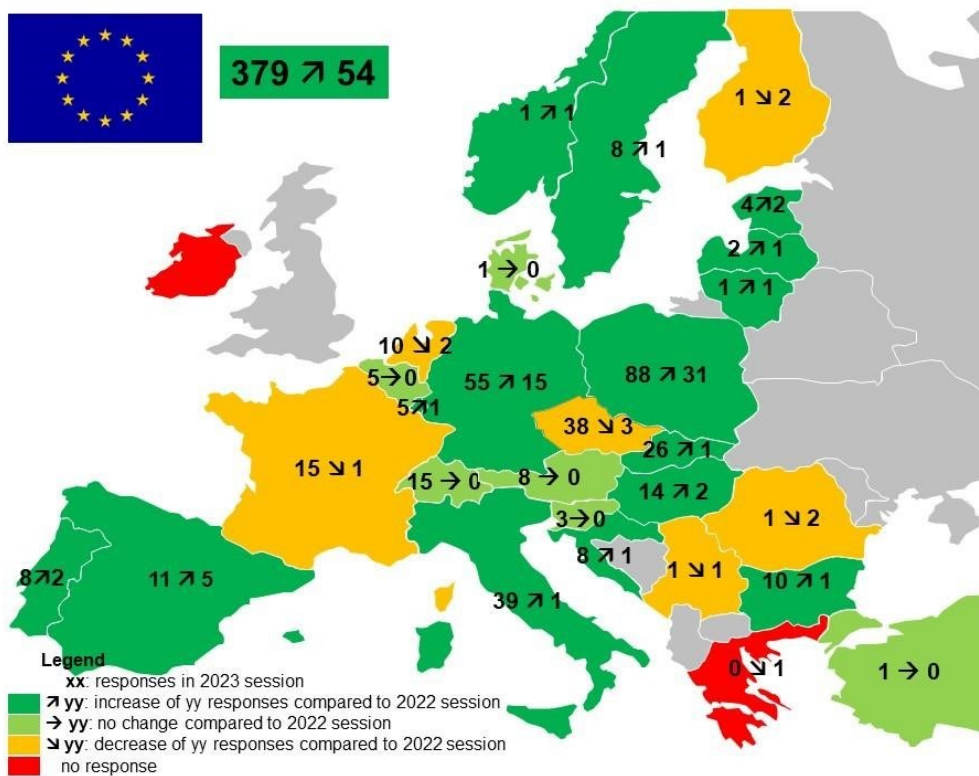 379 ↗ 54
1 ↗ 1
1 ↘ 2
8 ↗ 1
4↗2
2 ↗ 1
1 → 0
1 ↗ 1
10 ↘ 2
5→0
55 ↗ 15
88 ↗ 31
5↗1
38 ↘ 3
26 ↗ 1
15 ↘ 1
15 → 0
8 → 0
14 ↗ 2
3→0
1 ↘ 2
8 ↗ 1
8↗2
11 ↗ 5
1 ↘ 1
10 ↗ 1
39 ↗ 1
0 ↘ 1
1 → 0
Legend
xx: responses in 2023 session
↗ yy: increase of yy responses compared to 2022 session
→ yy: no change compared to 2022 session
↘ yy: decrease of yy responses compared to 2022 session
no response